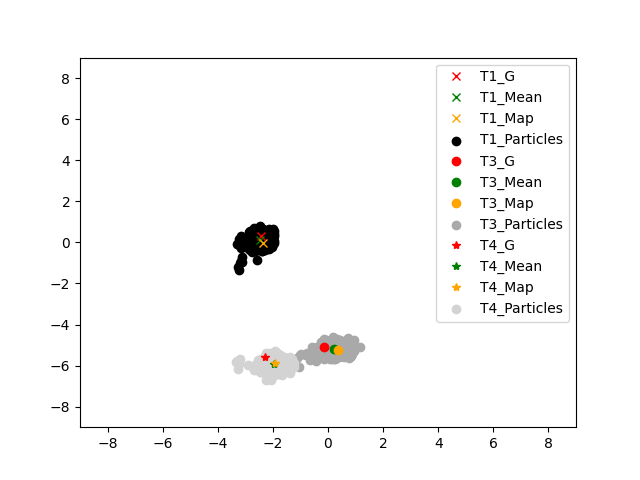 8
6
4
2
0
−2
−4
−6
−8
−8 −6 −4 −2 0 2 4 6 8
T1_G
T1_Mean
T1_Map
T1_Particles
T3_G
T3_Mean
T3_Map
T3_Particles
T4_G
T4_Mean
T4_Map
T4_Particles